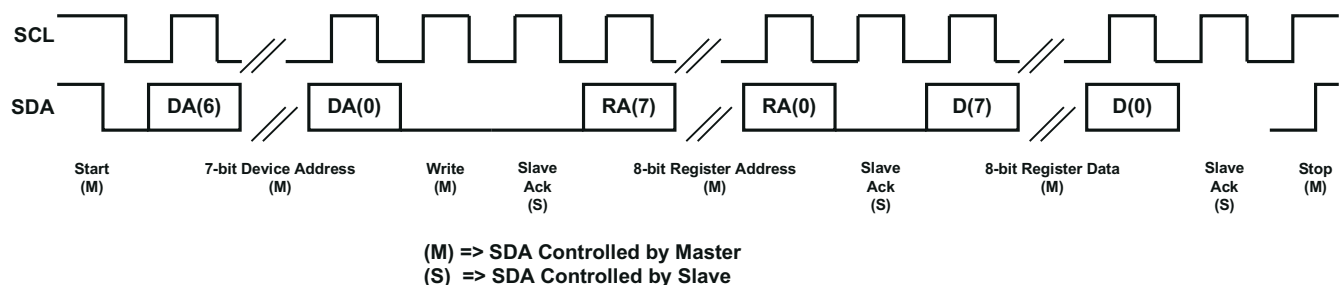 SCL
SDA
DA(6)
DA(0)
RA(7)
RA(0)
D(7)
D(0)
Start
(M)
7-bit Device Address
(M)
Write
(M)
Slave
Ack
(S)
8-bit Register Address
(M)
Slave
Ack
(S)
8-bit Register Data
(M)
Slave
Ack
(S)
Stop
(M)
(M) => SDA Controlled by Master
(S) => SDA Controlled by Slave